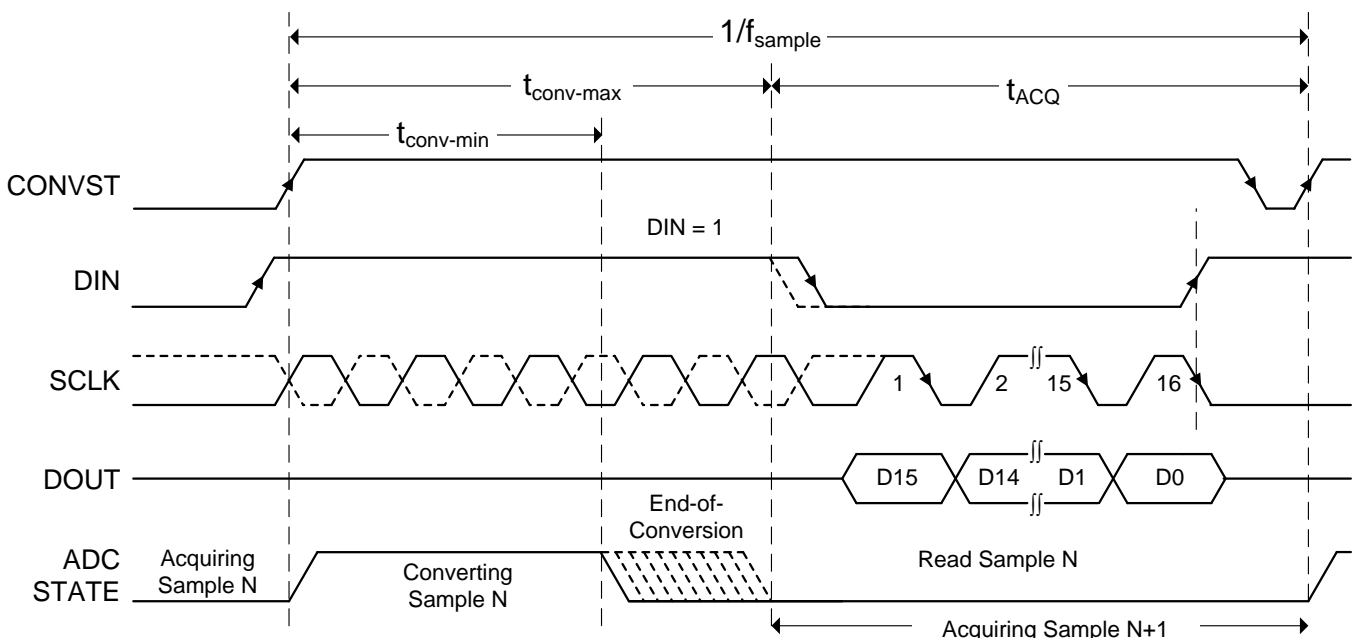 1/fsample
tconv-max
tACQ
tconv-min
CONVST
DIN = 1
DIN
SCLK
1
2
15
16
DOUT
D15
D14
D1
D0
End-of-
Conversion
ADC
STATE
Acquiring
Sample N
Converting
Sample N
Read Sample N
Acquiring Sample N+1